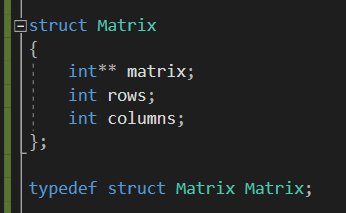 struct Matrix
{
    int** matrix;
    int rows;
    int columns;
};
typedef struct Matrix Matrix;